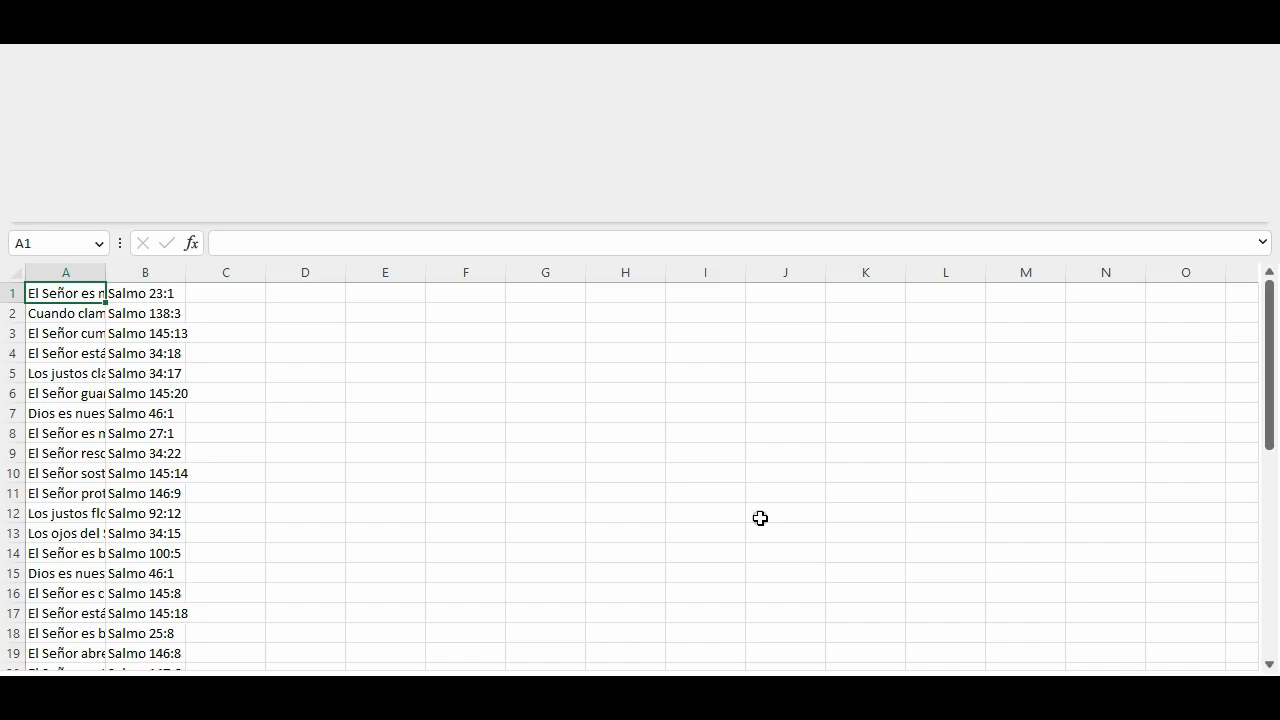 A1 fx
A B C D E F G H I J K L M N O
1 El Señor es Salmo 23:1
2 Cuando clam Salmo 138:3
3 El Señor cum Salmo 145:13
4 El Señor está Salmo 34:18
5 Los justos cla Salmo 34:17
6 El Señor guar Salmo 145:20
7 Dios es nues Salmo 46:1
8 El Señor es Salmo 27:1
9 El Señor resc Salmo 34:22
10 El Señor sost Salmo 145:14
11 El Señor prot Salmo 146:9
12 Los justos flo Salmo 92:12
13 Los ojos del Salmo 34:15
14 El Señor es b Salmo 100:5
15 Dios es nues Salmo 46:1
16 El Señor es c Salmo 145:8
17 El Señor está Salmo 145:18
18 El Señor es b Salmo 25:8
19 El Señor abre Salmo 146:8